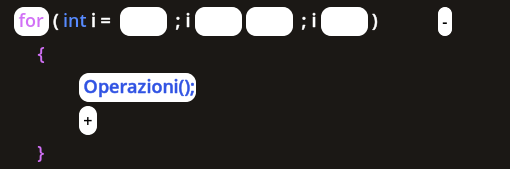 for ( int i = ; i ; i ) -
{
Operazioni();
+
}